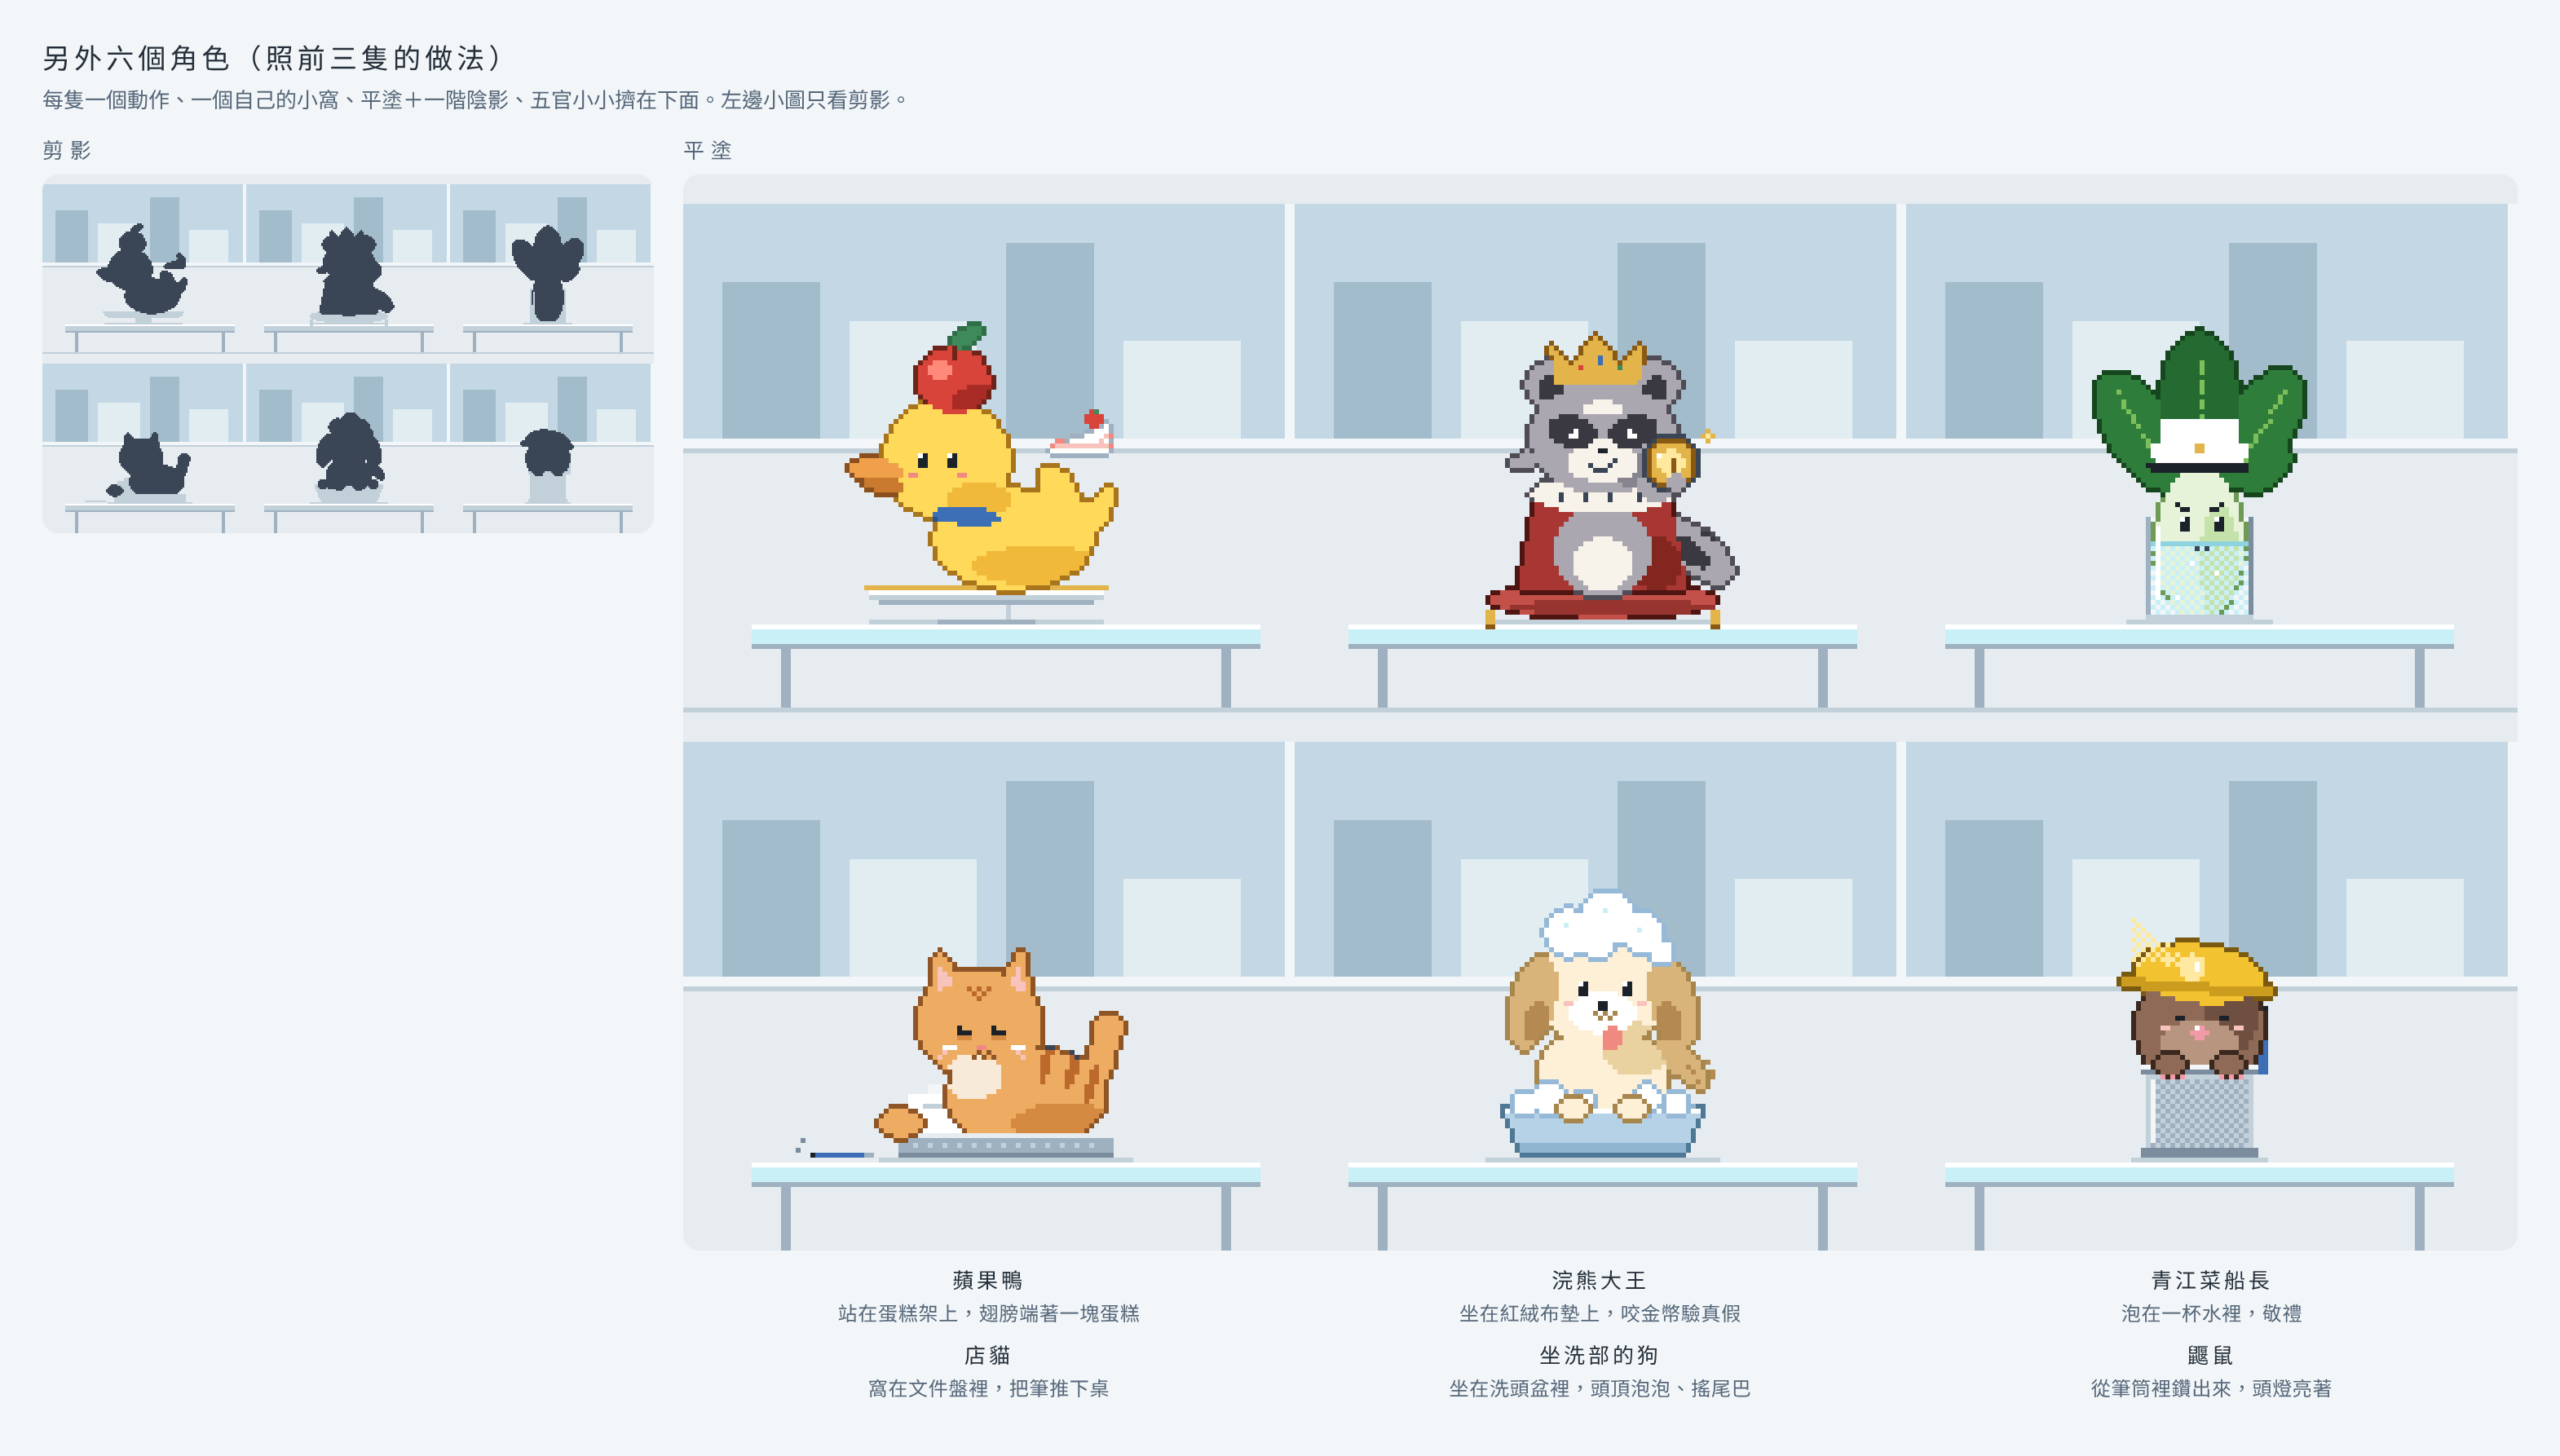 另外六個角色（照前三隻的做法）
每隻一個動作、一個自己的小窩、平塗＋一階陰影、五官小小擠在下面。左邊小圖只看剪影。
剪影
平塗
蘋果鴨
站在蛋糕架上，翅膀端著一塊蛋糕
浣熊大王
坐在紅絨布墊上，咬金幣驗真假
青江菜船長
泡在一杯水裡，敬禮
店貓
窩在文件盤裡，把筆推下桌
坐洗部的狗
坐在洗頭盆裡，頭頂泡泡、搖尾巴
鼴鼠
從筆筒裡鑽出來，頭燈亮著